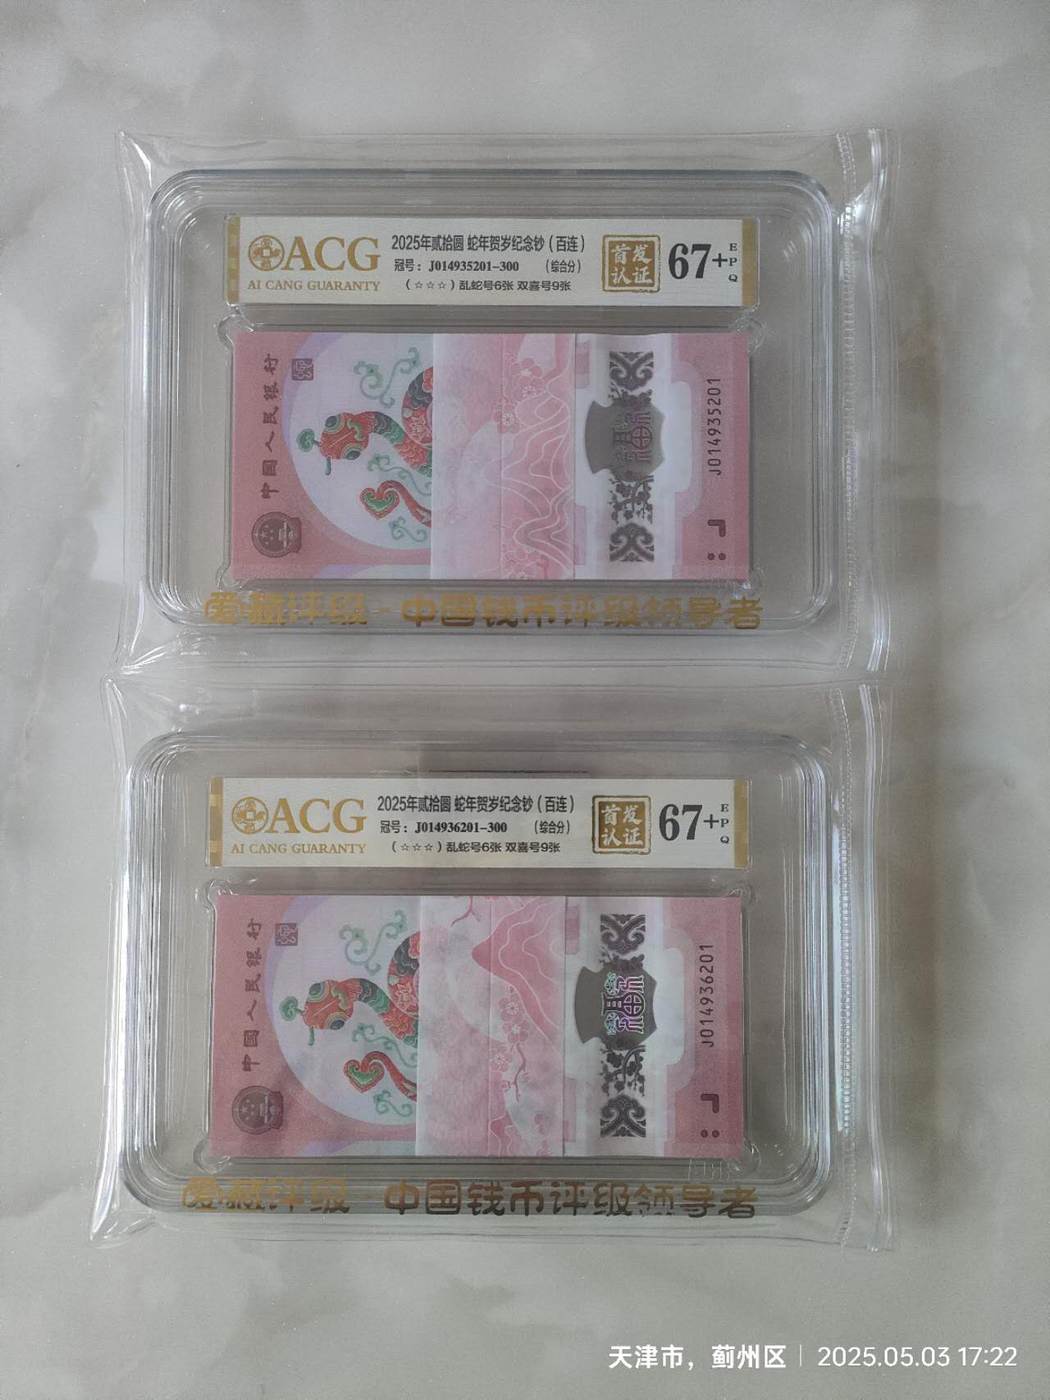 ACG
AI CANG GUARANTY
2025年贰拾圆 蛇年贺岁纪念钞（百连）
冠号：J014935201-300 （综合分）
（☆☆☆）乱蛇号6张 双喜号9张
首发
认证
67+
EPQ
中国人民银行
J014935201
爱藏评级 - 中国钱币评级领导者
ACG
AI CANG GUARANTY
2025年贰拾圆 蛇年贺岁纪念钞（百连）
冠号：J014936201-300 （综合分）
（☆☆☆）乱蛇号6张 双喜号9张
首发
认证
67+
EPQ
中国人民银行
J014936201
爱藏评级 - 中国钱币评级领导者
天津市，蓟州区 | 2025.05.03 17:22